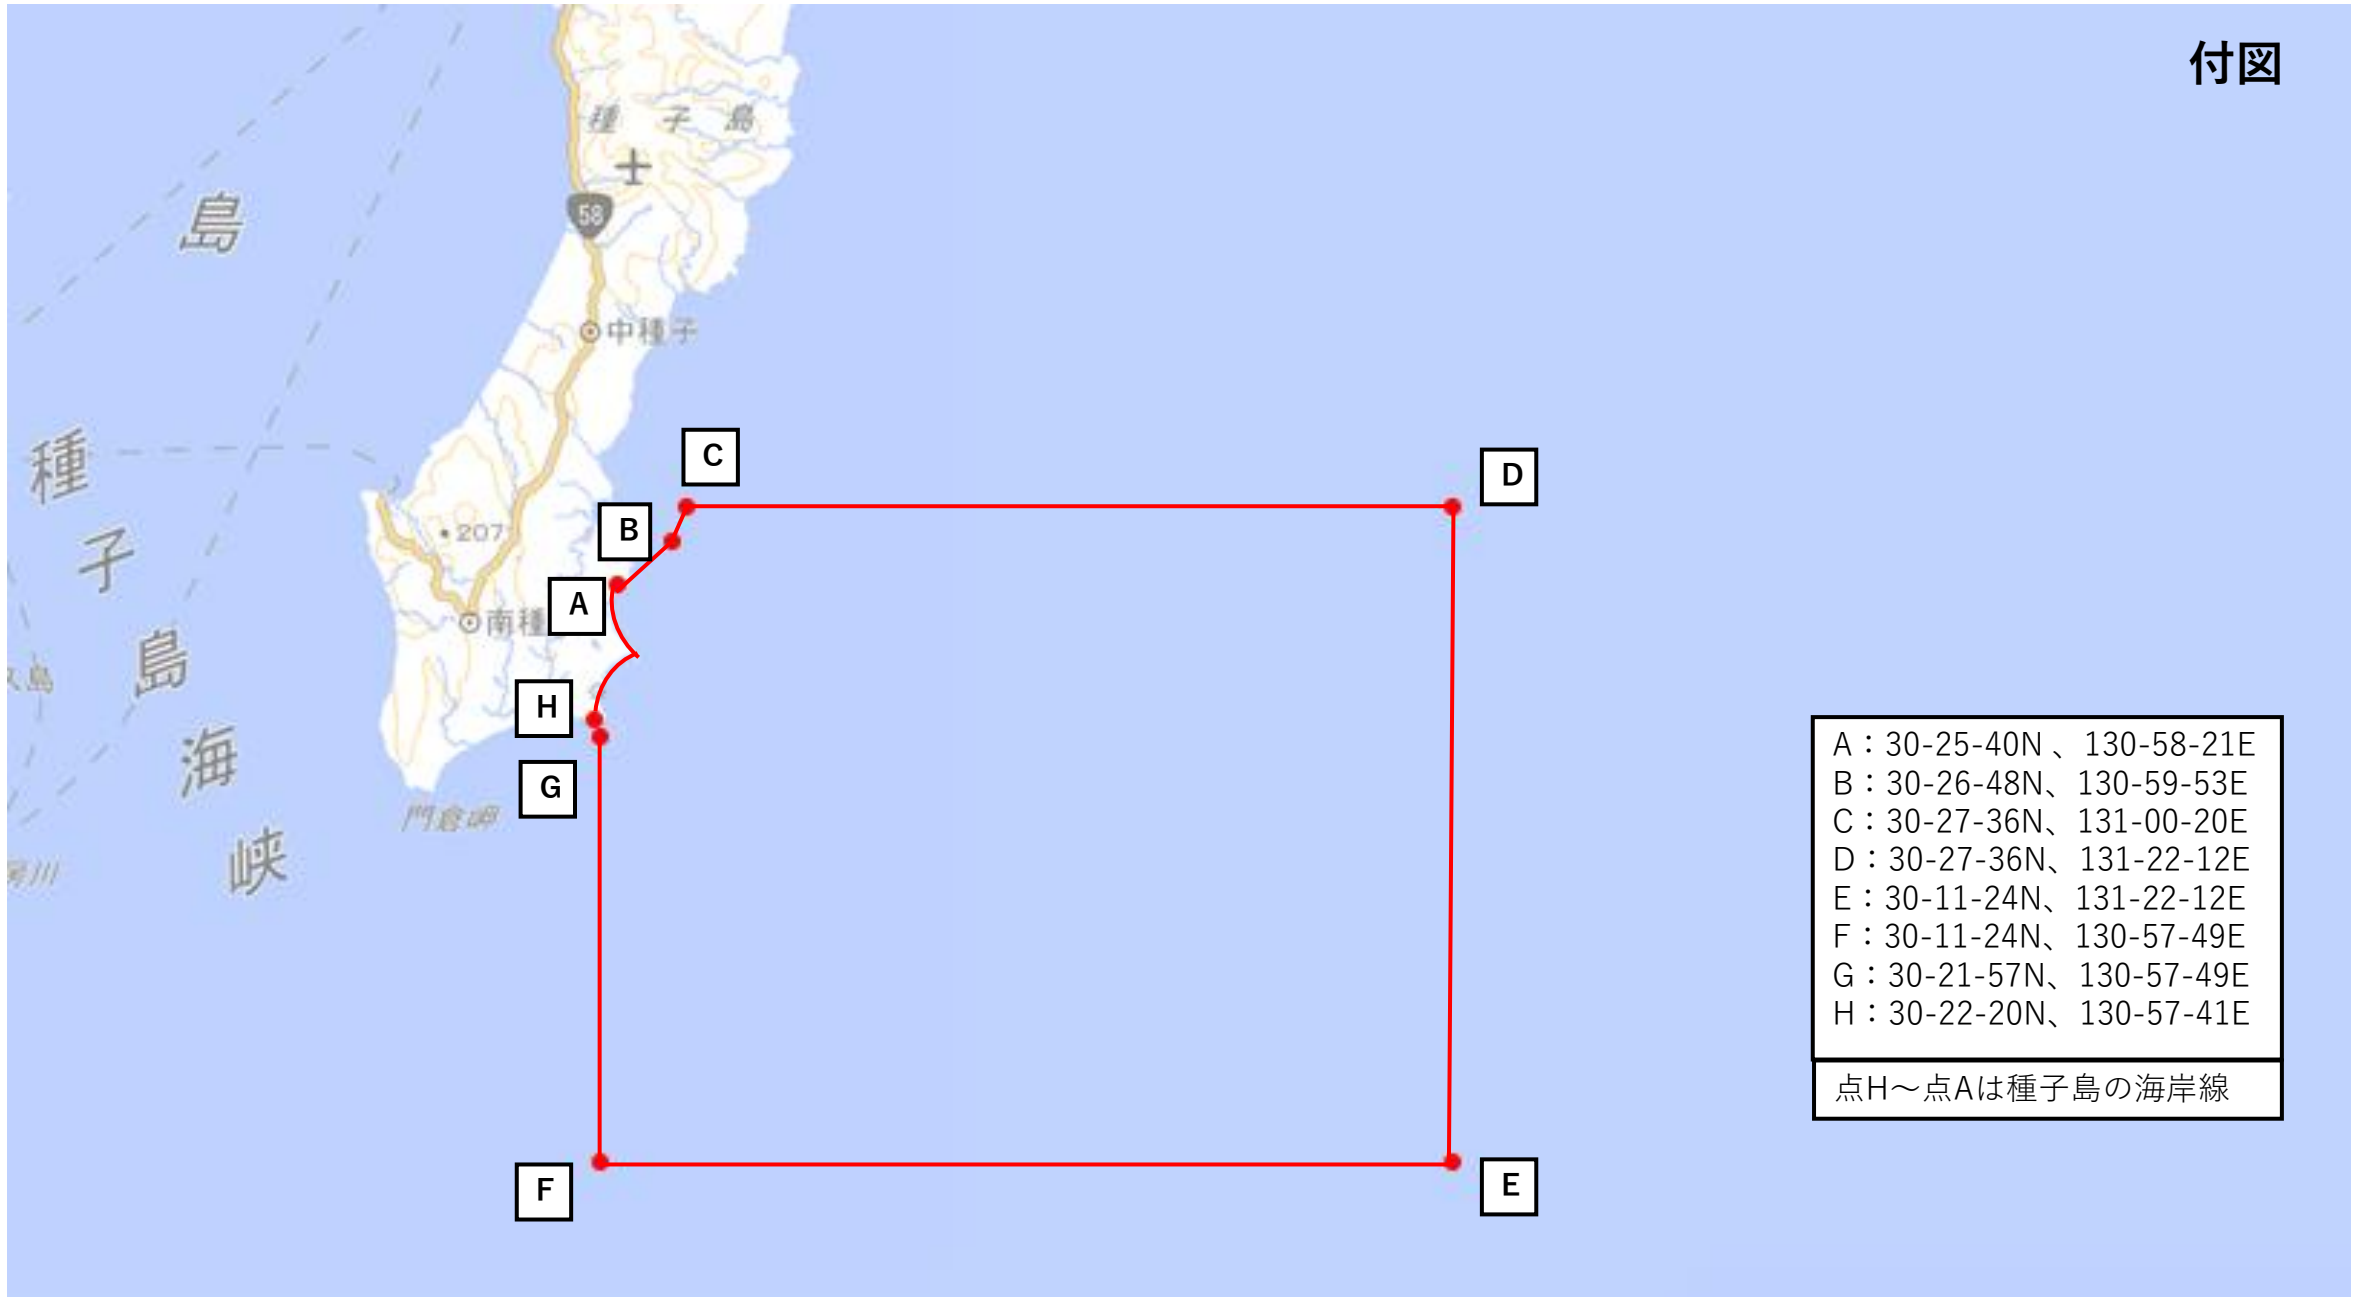 付図
種子島
島
58
中種子
C
D
種子島海峡
B
207
A
南種
H
G
門倉岬
A：30-25-40N 、130-58-21E
B：30-26-48N、130-59-53E
C：30-27-36N、131-00-20E
D：30-27-36N、131-22-12E
E：30-11-24N、131-22-12E
F：30-11-24N、130-57-49E
G：30-21-57N、130-57-49E
H：30-22-20N、130-57-41E
点H～点Aは種子島の海岸線
F
E